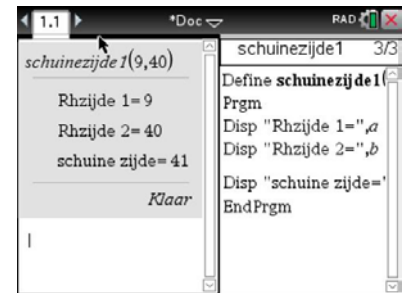 1.1 *Doc RAD
schuinezijde1(9,40)
Rhzijde 1=9
Rhzijde 2=40
schuine zijde=41
Klaar
schuinezijde1 3/3
Define schuinezijde1(
Prgm
Disp "Rhzijde 1=",a
Disp "Rhzijde 2=",b
Disp "schuine zijde="
EndPrgm